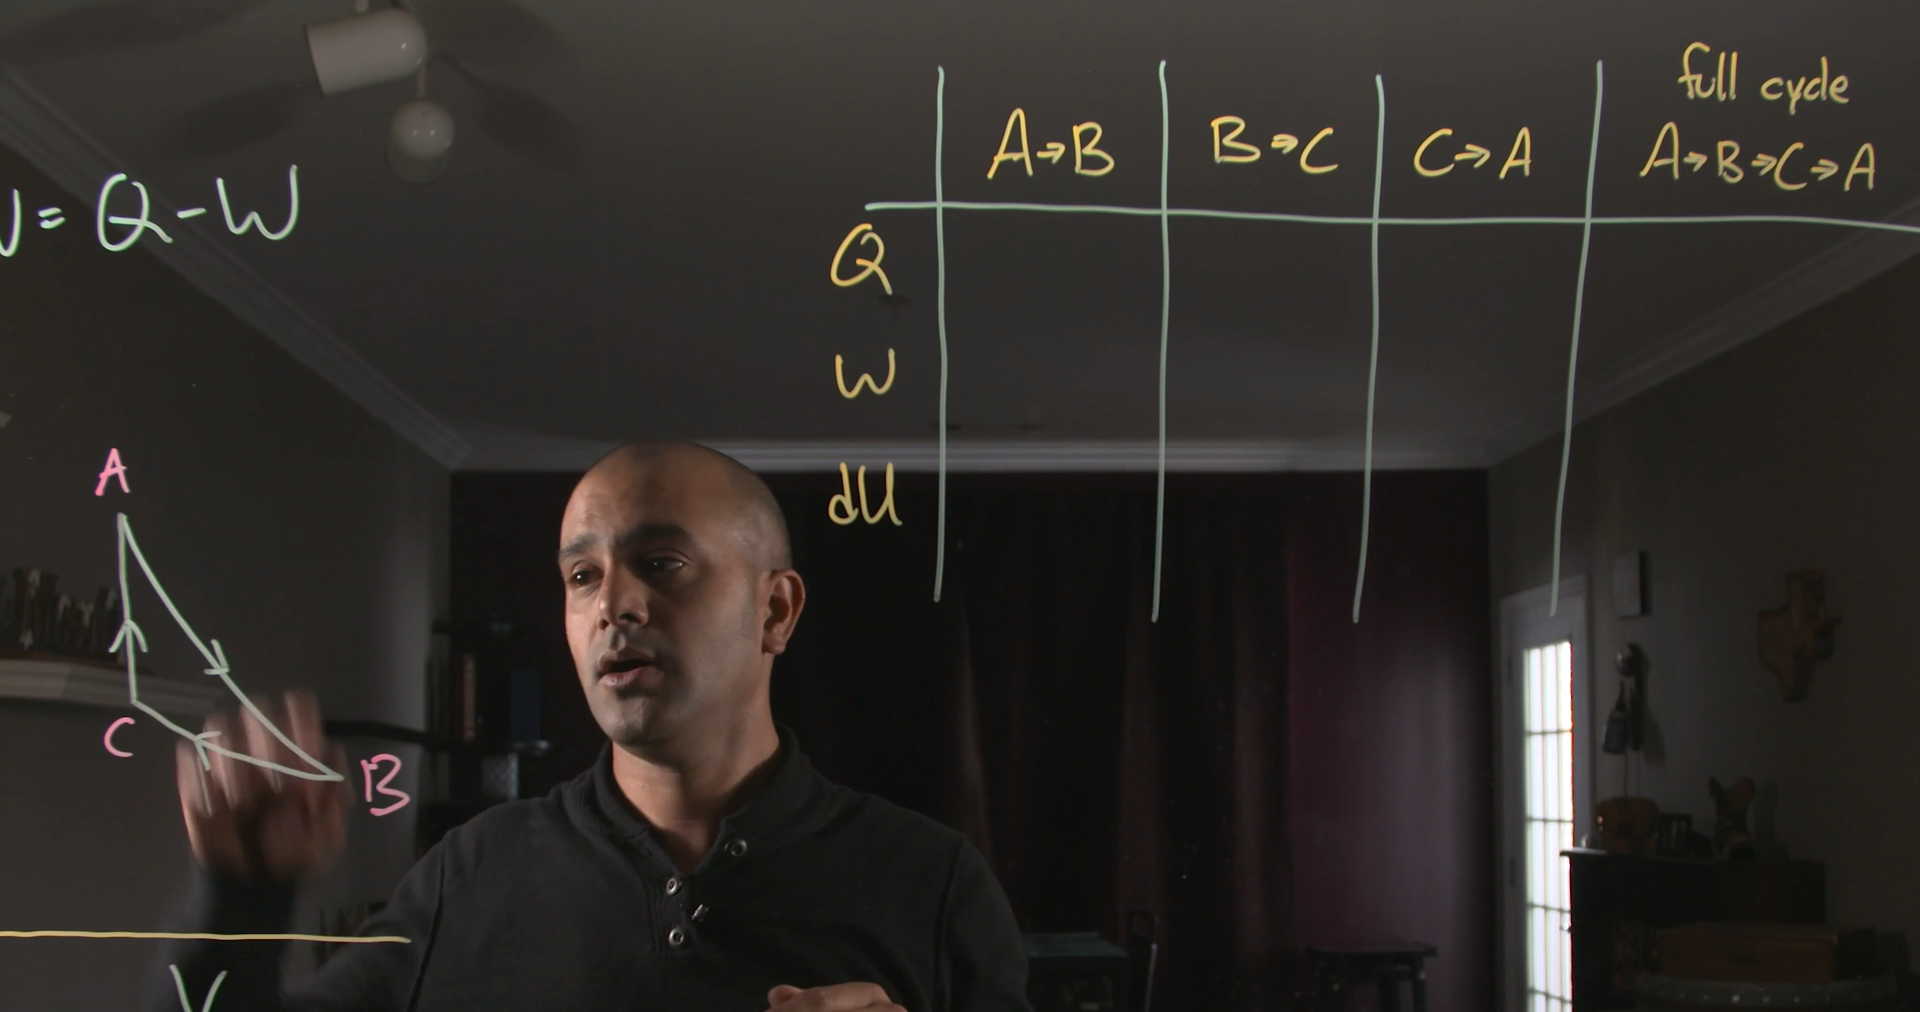 full cycle
A→B B→C C→A A→B→C→A
U = Q - W
Q
W
dU
A
C
B
V